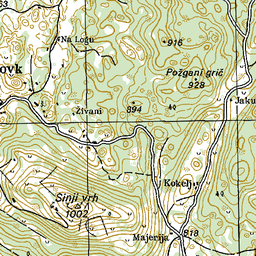 Na Logu
916
ovk
Požgani grič
928
Jaku
Živani
894
Sinji vrh
1002
Kokelj
Majerija
818